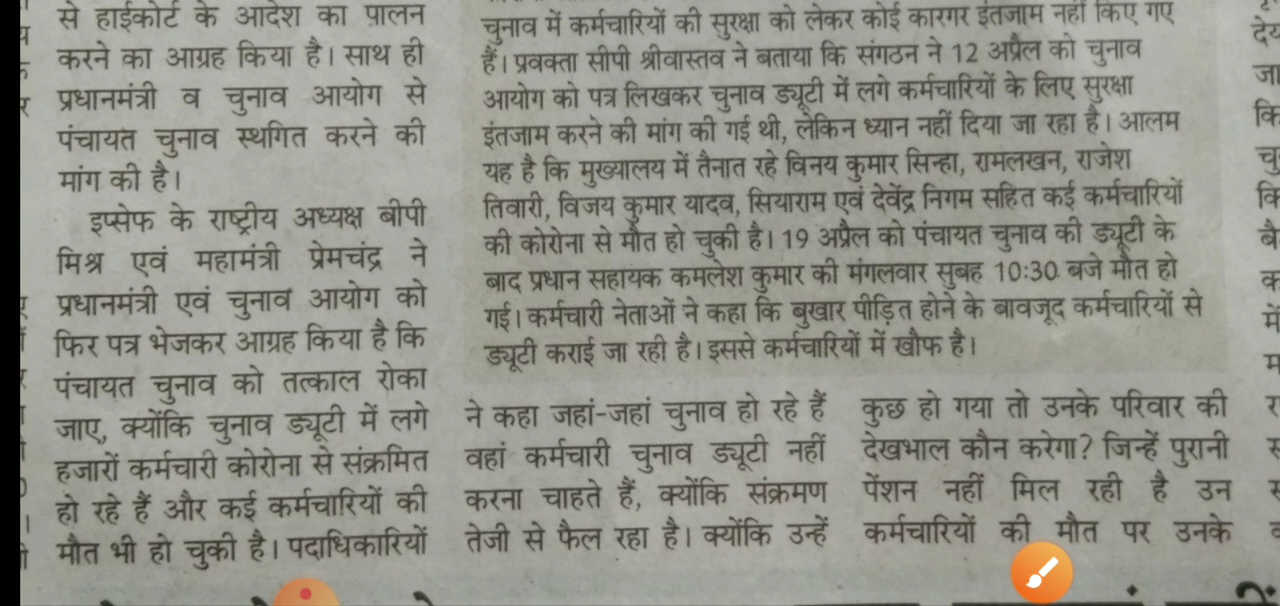 से हाईकोर्ट के आदेश का पालन
करने का आग्रह किया है। साथ ही
प्रधानमंत्री व चुनाव आयोग से
पंचायत चुनाव स्थगित करने की
मांग की है।
इप्सेफ के राष्ट्रीय अध्यक्ष बीपी
मिश्र एवं महामंत्री प्रेमचंद्र ने
प्रधानमंत्री एवं चुनाव आयोग को
फिर पत्र भेजकर आग्रह किया है कि
पंचायत चुनाव को तत्काल रोका
जाए, क्योंकि चुनाव ड्यूटी में लगे
हजारों कर्मचारी कोरोना से संक्रमित
हो रहे हैं और कई कर्मचारियों की
मौत भी हो चुकी है। पदाधिकारियों
चुनाव में कर्मचारियों की सुरक्षा को लेकर कोई कारगर इंतजाम नहीं किए गए
हैं। प्रवक्ता सीपी श्रीवास्तव ने बताया कि संगठन ने 12 अप्रैल को चुनाव
आयोग को पत्र लिखकर चुनाव ड्यूटी में लगे कर्मचारियों के लिए सुरक्षा
इंतजाम करने की मांग की गई थी, लेकिन ध्यान नहीं दिया जा रहा है। आलम
यह है कि मुख्यालय में तैनात रहे विनय कुमार सिन्हा, रामलखन, राजेश
तिवारी, विजय कुमार यादव, सियाराम एवं देवेंद्र निगम सहित कई कर्मचारियों
की कोरोना से मौत हो चुकी है। 19 अप्रैल को पंचायत चुनाव की ड्यूटी के
बाद प्रधान सहायक कमलेश कुमार की मंगलवार सुबह 10:30 बजे मौत हो
गई। कर्मचारी नेताओं ने कहा कि बुखार पीड़ित होने के बावजूद कर्मचारियों से
ड्यूटी कराई जा रही है। इससे कर्मचारियों में खौफ है।
ने कहा जहां-जहां चुनाव हो रहे हैं
वहां कर्मचारी चुनाव ड्यूटी नहीं
करना चाहते हैं, क्योंकि संक्रमण
तेजी से फैल रहा है। क्योंकि उन्हें
कुछ हो गया तो उनके परिवार की
देखभाल कौन करेगा? जिन्हें पुरानी
पेंशन नहीं मिल रही है उन
कर्मचारियों की मौत पर उनके